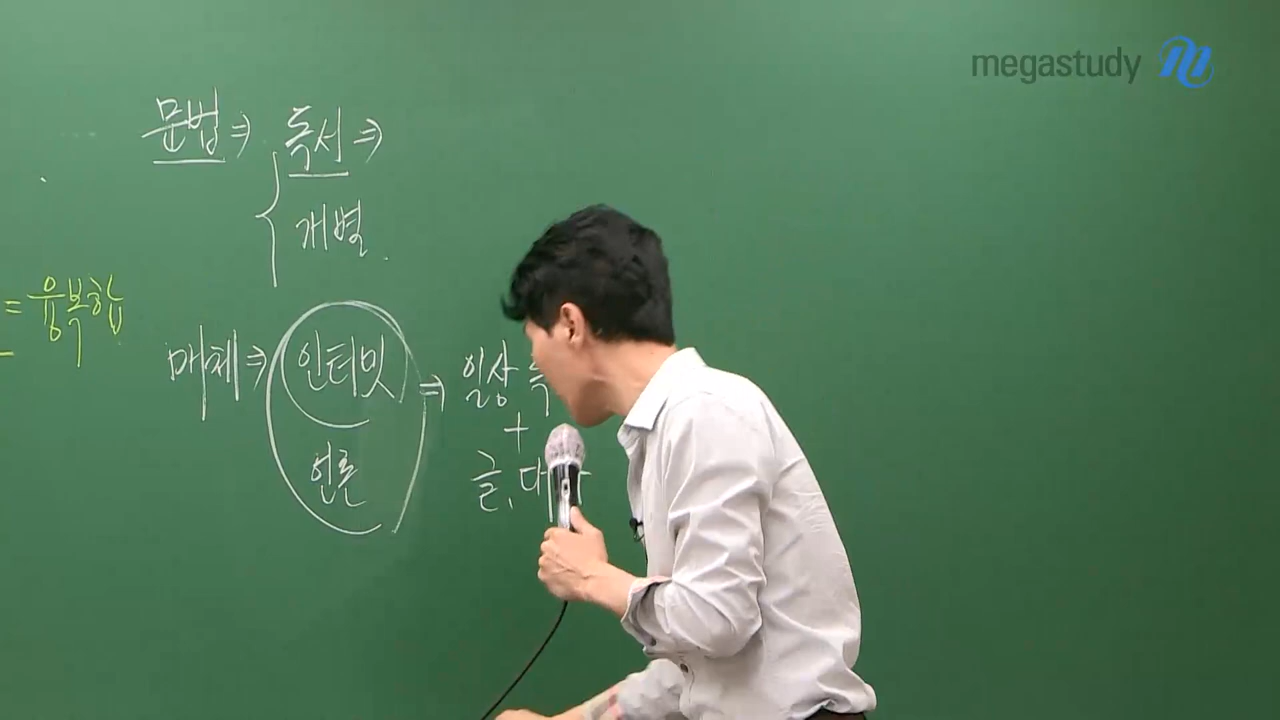 megastudy
문법 ⇒ 독서 ⇒
개별
= 융복합
매체 ⇒ 인터넷 ⇒ 일상
언론
+
글,